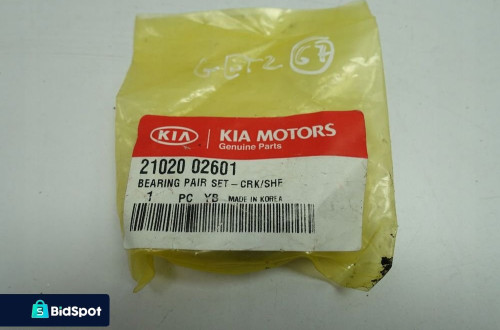 GETZ 67
KIA
KIA MOTORS
Genuine Parts
21020 02601
BEARING PAIR SET-CRK/SHF
1 PC YB MADE IN KOREA
S
BidSpot